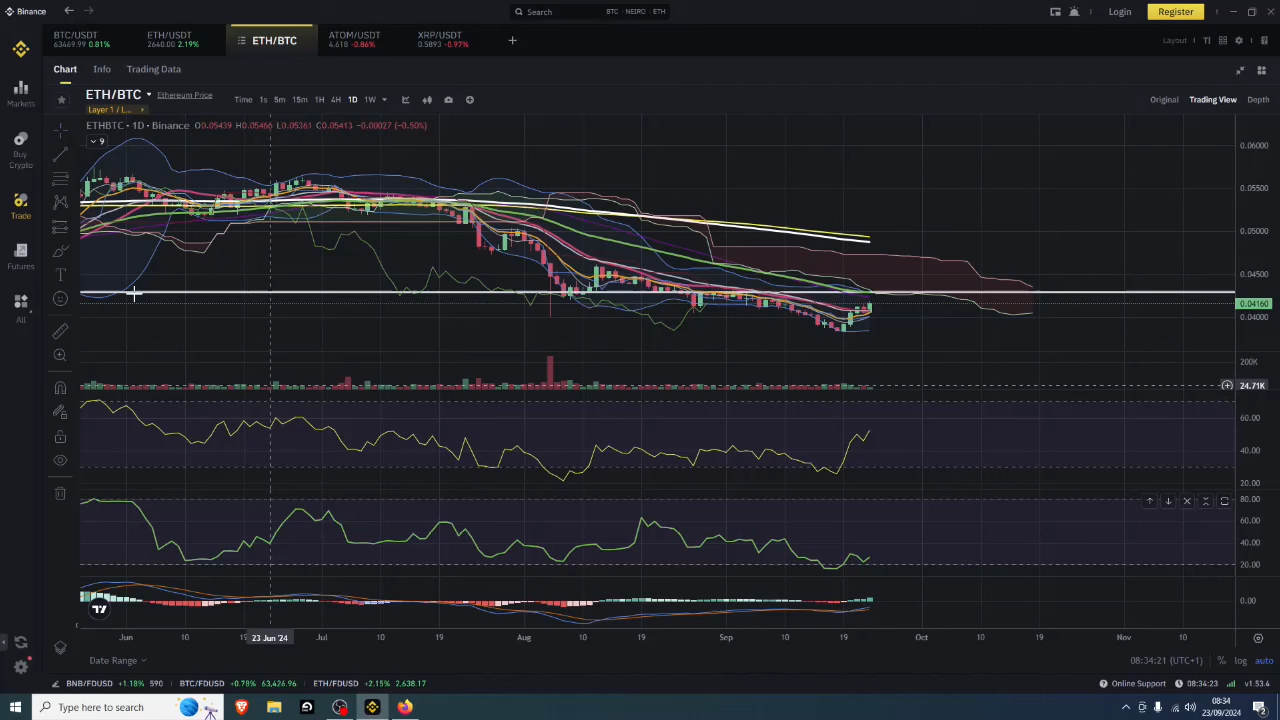 Binance
Search BTC · NEIRO · ETH
Login Register
BTC/USDT
63469.99 0.81%
ETH/USDT
2640.00 2.19%
ETH/BTC
ATOM/USDT
4.618 -0.86%
XRP/USDT
0.5893 -0.97%
Layout
Chart Info Trading Data
Markets
Buy
Crypto
Trade
Futures
All
ETH/BTC Ethereum Price
Layer 1 / L...
Time 1s 5m 15m 1H 4H 1D 1W
Original Trading View Depth
ETHBTC · 1D · Binance O0.05439 H0.05466 L0.05361 C0.05413 −0.00027 (−0.50%)
9
0.06000
0.05500
0.05000
0.04500
0.04160
0.04000
200K
24.71K
60.00
40.00
20.00
80.00
60.00
40.00
20.00
0.00
Jun 10 19 23 Jun '24 Jul 10 19 Aug 10 19 Sep 10 19 Oct 10 19 Nov 10
Date Range
08:34:21 (UTC+1) % log auto
BNB/FDUSD +1.18% 590 BTC/FDUSD +0.78% 63,426.96 ETH/FDUSD +2.15% 2,638.17
Online Support 08:34:23 v1.53.4
Type here to search
08:34
23/09/2024
2